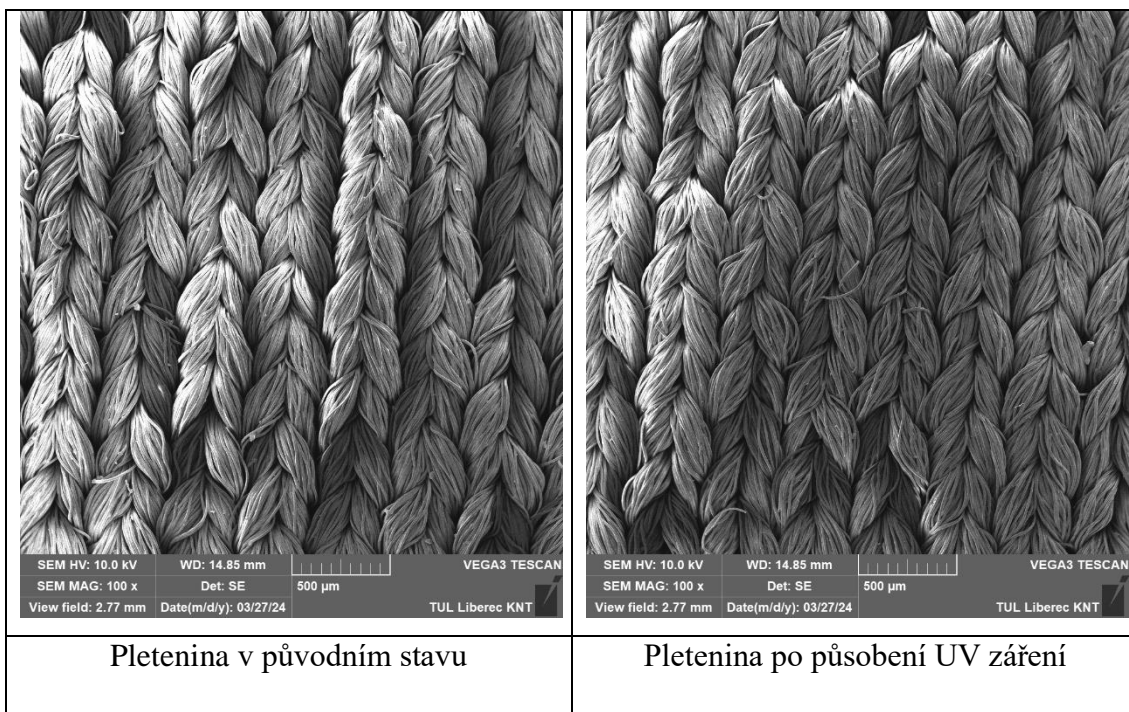 SEM HV: 10.0 kV WD: 14.85 mm VEGA3 TESCAN
SEM MAG: 100 x Det: SE 500 µm
View field: 2.77 mm Date(m/d/y): 03/27/24 TUL Liberec KNT
SEM HV: 10.0 kV WD: 14.85 mm VEGA3 TESCAN
SEM MAG: 100 x Det: SE 500 µm
View field: 2.77 mm Date(m/d/y): 03/27/24 TUL Liberec KNT
Pletenina v původním stavu
Pletenina po působení UV záření